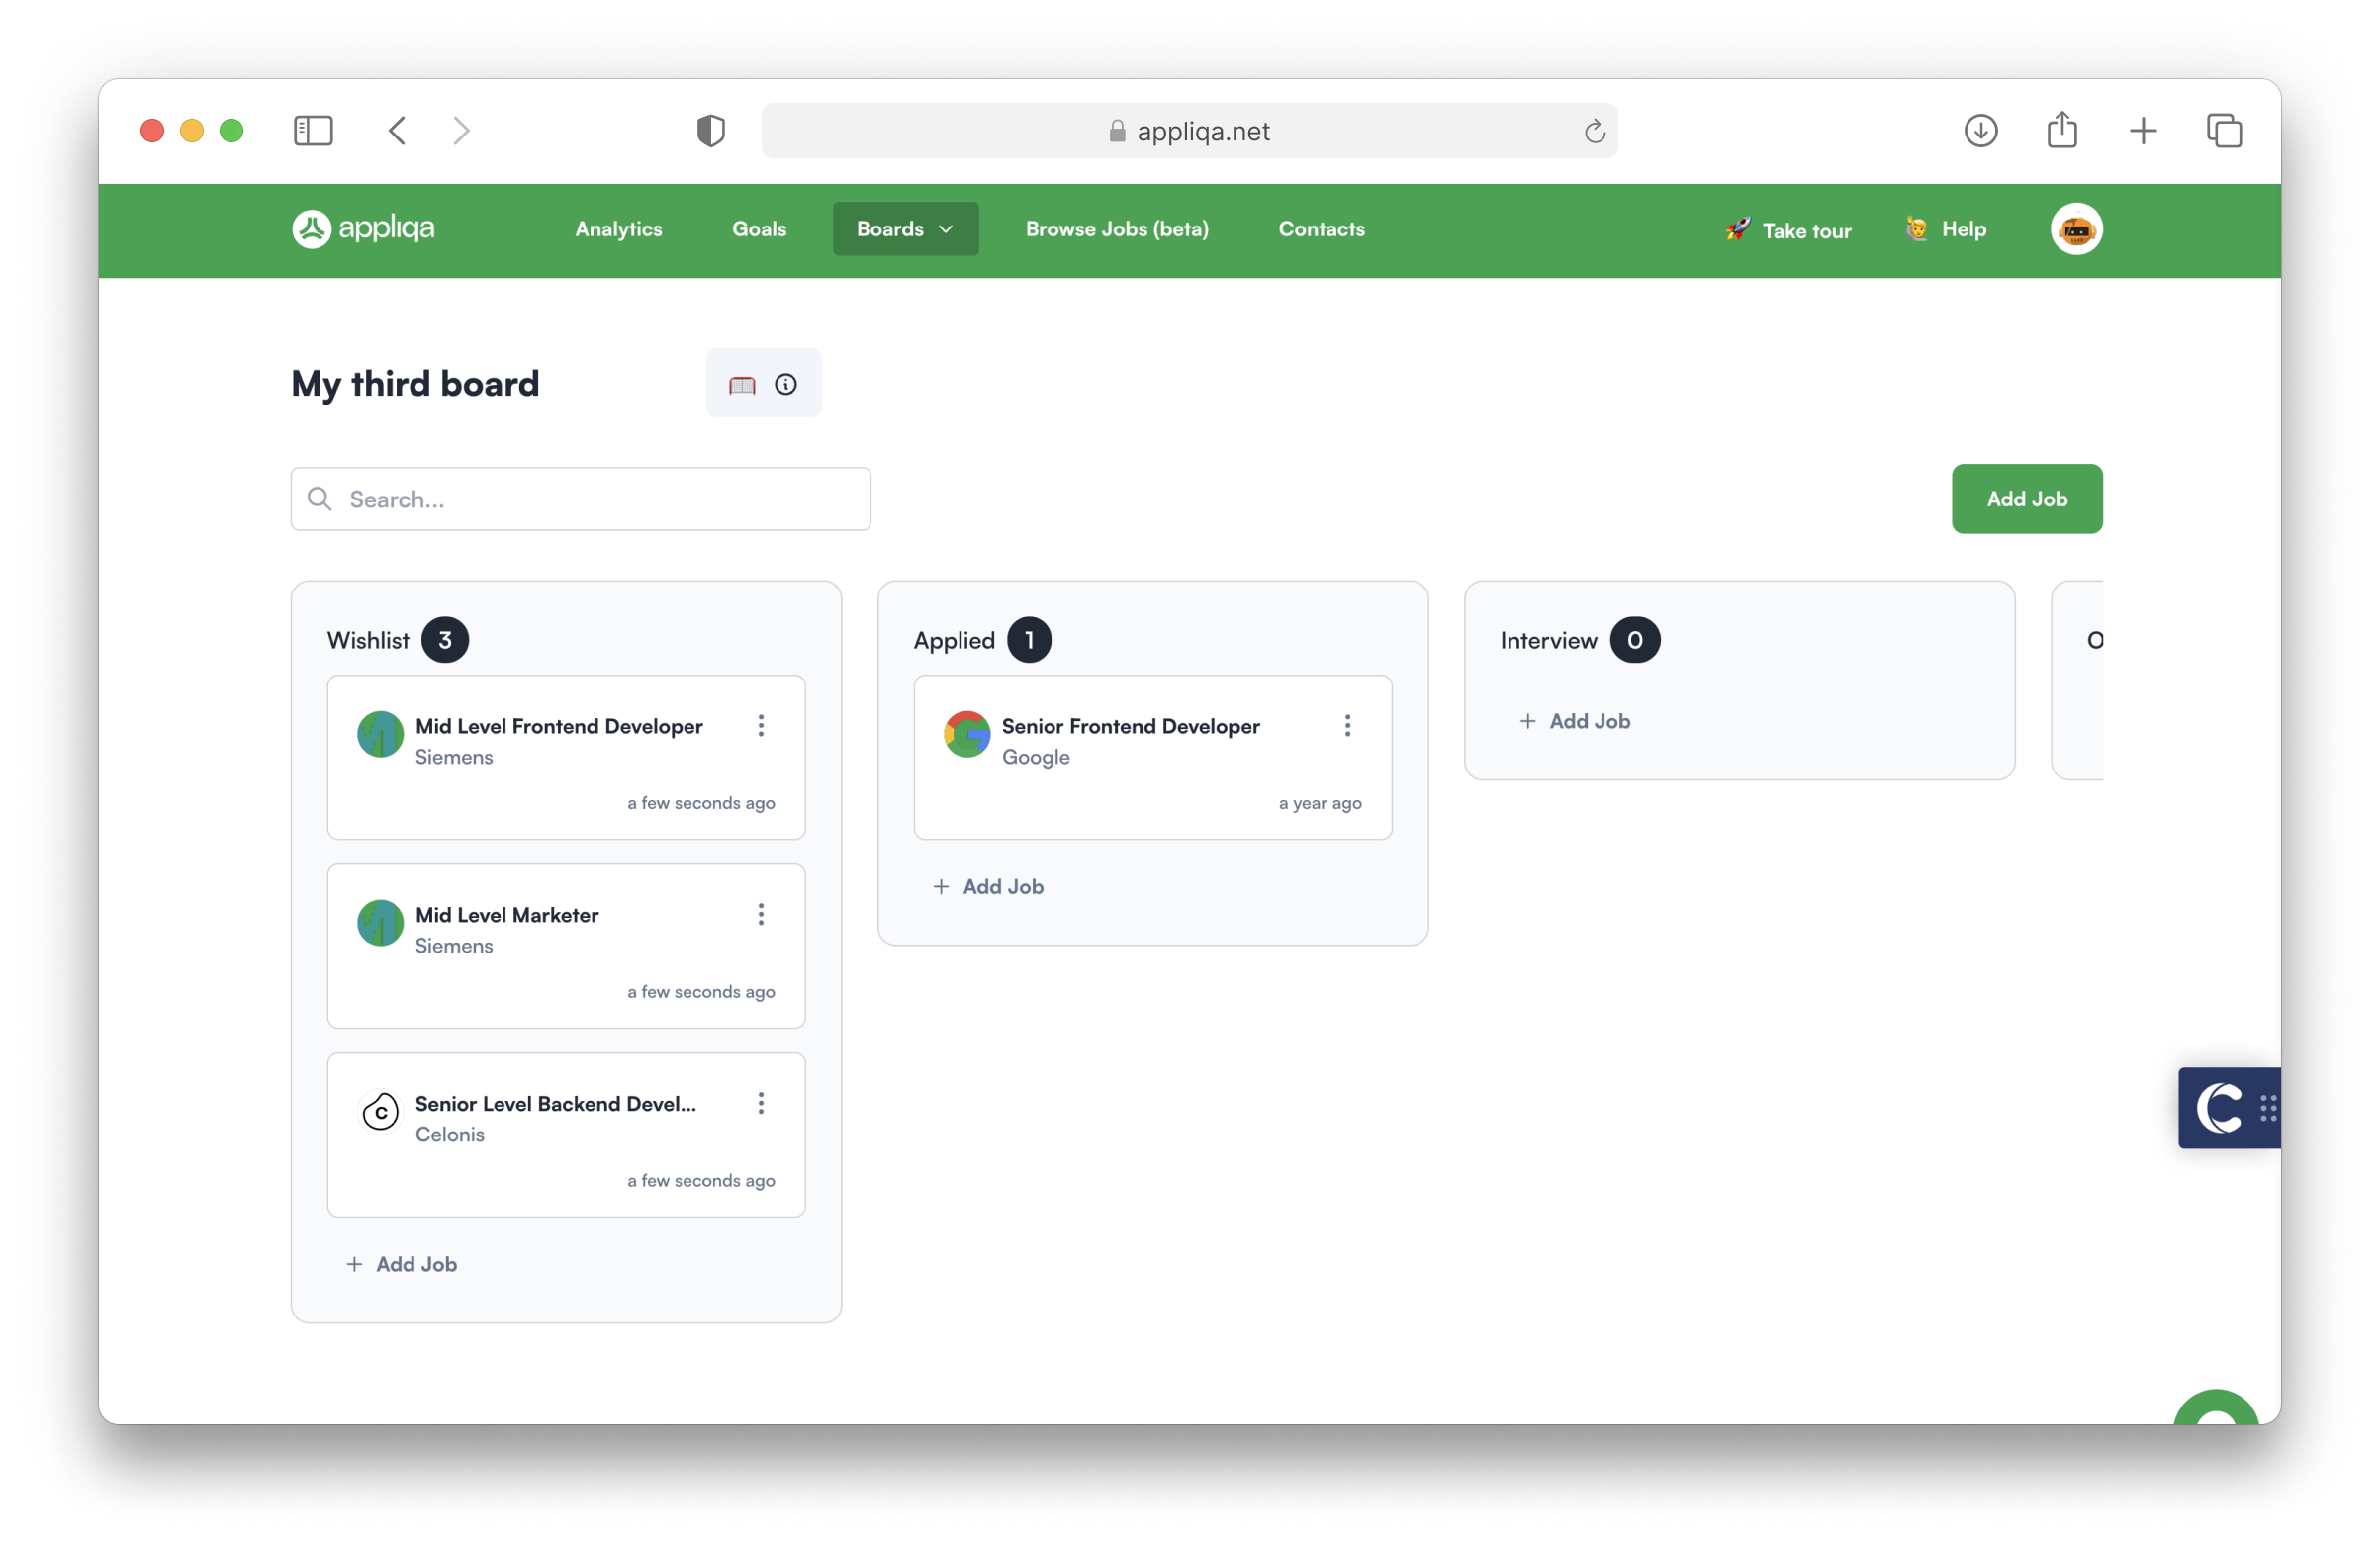 appliqa.net
appliqa
Analytics
Goals
Boards
Browse Jobs (beta)
Contacts
Take tour
Help
My third board
Search...
Add Job
Wishlist 3
Mid Level Frontend Developer
Siemens
a few seconds ago
Mid Level Marketer
Siemens
a few seconds ago
C
Senior Level Backend Devel...
Celonis
a few seconds ago
+ Add Job
Applied 1
G
Senior Frontend Developer
Google
a year ago
+ Add Job
Interview 0
+ Add Job
C